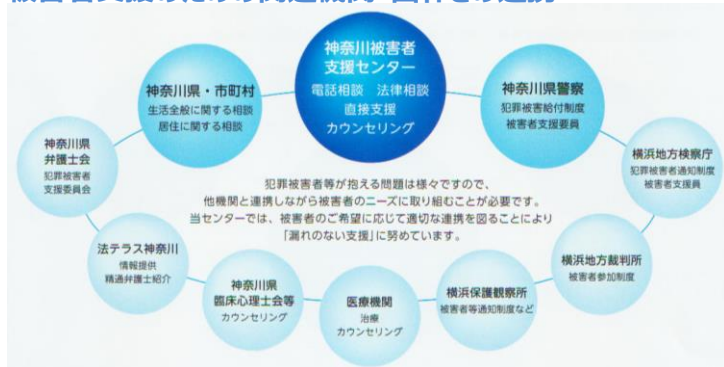 被害者支援のための関連機関・団体との連携
神奈川被害者
支援センター
電話相談 法律相談
直接支援
カウンセリング
神奈川県・市町村
生活全般に関する相談
居住に関する相談
神奈川県警察
犯罪被害給付制度
被害者支援要員
神奈川県
弁護士会
犯罪被害者
支援委員会
横浜地方検察庁
犯罪被害者通知制度
被害者支援員
犯罪被害者等が抱える問題は様々ですので、
他機関と連携しながら被害者のニーズに取り組むことが必要です。
当センターでは、被害者のご希望に応じて適切な連携を図ることにより
「漏れのない支援」に努めています。
法テラス神奈川
情報提供
精通弁護士紹介
神奈川県
臨床心理士会等
カウンセリング
医療機関
治療
カウンセリング
横浜保護観察所
被害者等通知制度など
横浜地方裁判所
被害者参加制度